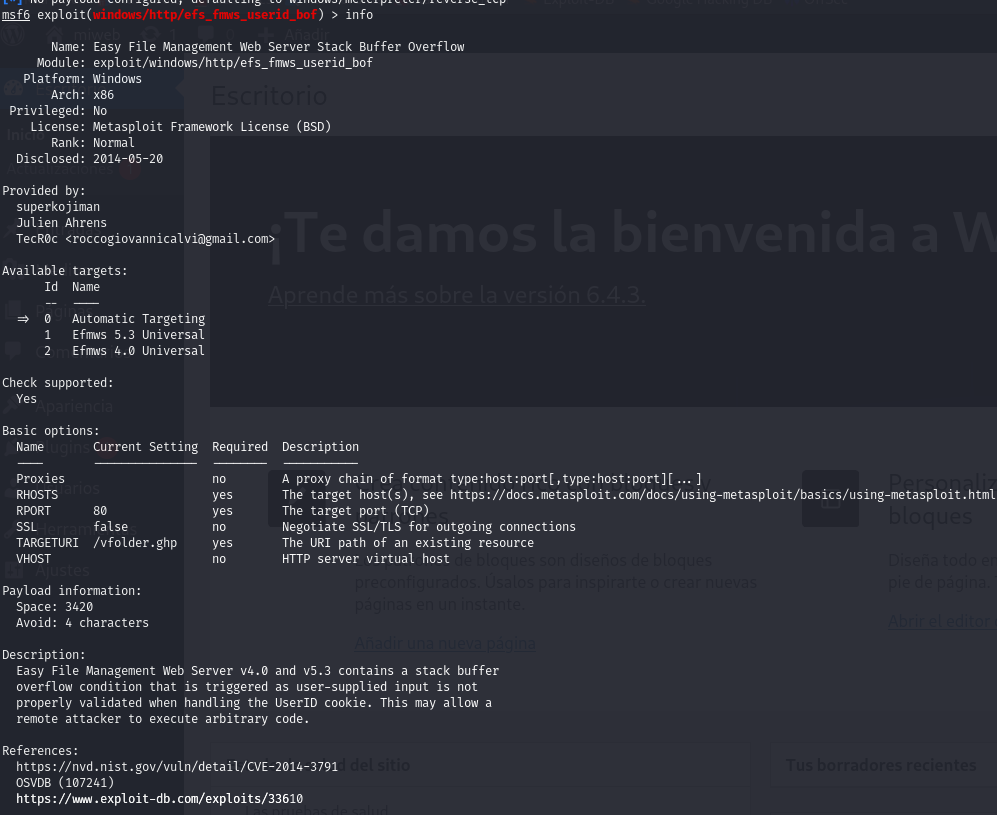 [*] No payload configured, defaulting to windows/meterpreter/reverse_tcp
msf6 exploit(windows/http/efs_fmws_userid_bof) > info
Name: Easy File Management Web Server Stack Buffer Overflow
Module: exploit/windows/http/efs_fmws_userid_bof
Platform: Windows
Arch: x86
Privileged: No
License: Metasploit Framework License (BSD)
Rank: Normal
Disclosed: 2014-05-20
Provided by:
superkojiman
Julien Ahrens
TecR0c <roccogiovannicalvi@gmail.com>
Available targets:
Id Name
-- ----
⇒ 0 Automatic Targeting
1 Efmws 5.3 Universal
2 Efmws 4.0 Universal
Check supported:
Yes
Basic options:
Name Current Setting Required Description
---- --------------- -------- -----------
Proxies no A proxy chain of format type:host:port[,type:host:port][...]
RHOSTS yes The target host(s), see https://docs.metasploit.com/docs/using-metasploit/basics/using-metasploit.html
RPORT 80 yes The target port (TCP)
SSL false no Negotiate SSL/TLS for outgoing connections
TARGETURI /vfolder.ghp yes The URI path of an existing resource
VHOST no HTTP server virtual host
Payload information:
Space: 3420
Avoid: 4 characters
Description:
Easy File Management Web Server v4.0 and v5.3 contains a stack buffer
overflow condition that is triggered as user-supplied input is not
properly validated when handling the UserID cookie. This may allow a
remote attacker to execute arbitrary code.
References:
https://nvd.nist.gov/vuln/detail/CVE-2014-3791
OSVDB (107241)
https://www.exploit-db.com/exploits/33610
miweb
Añadir
Escritorio
Inicio
Actualizaciones
¡Te damos la bienvenida a W
Aprende más sobre la versión 6.4.3.
Apariencia
Plugins
Ajustes
de bloques son diseños de bloques
preconfigurados. Úsalos para inspirarte o crear nuevas
páginas en un instante.
Añadir una nueva página
Personaliz
bloques
Diseña todo en
pie de página.
Abrir el editor
d del sitio
Tus borradores recientes